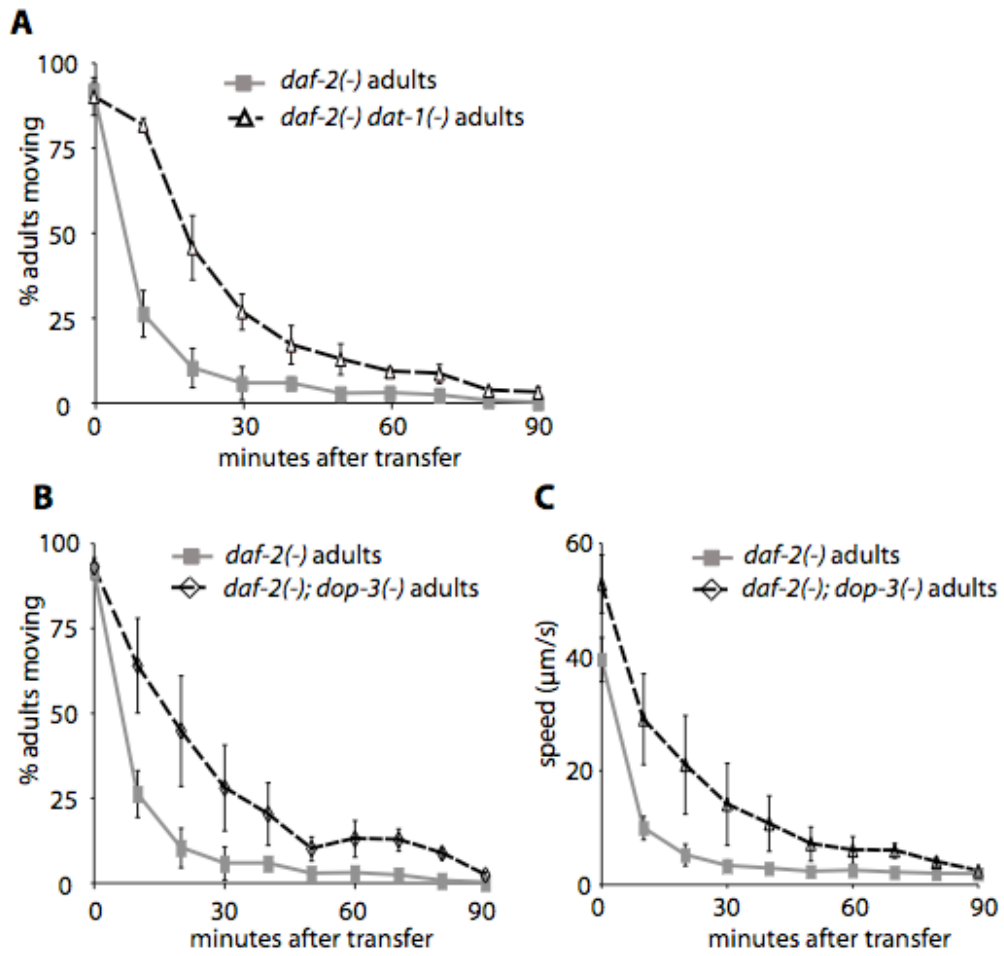 A
100
75
50
25
0
% adults moving
daf-2(-) adults
daf-2(-) dat-1(-) adults
0 30 60 90
minutes after transfer
B
100
75
50
25
0
% adults moving
daf-2(-) adults
daf-2(-); dop-3(-) adults
0 30 60 90
minutes after transfer
C
60
40
20
0
speed (µm/s)
daf-2(-) adults
daf-2(-); dop-3(-) adults
0 30 60 90
minutes after transfer